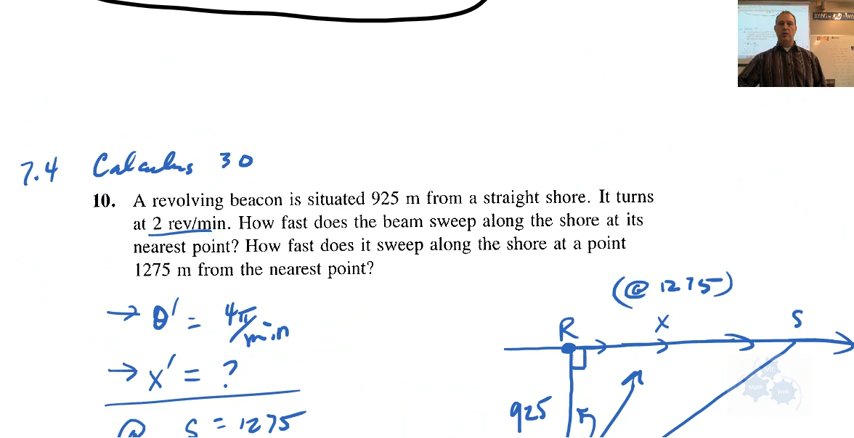 7.4 Calculus 30
10. A revolving beacon is situated 925 m from a straight shore. It turns
at 2 rev/min. How fast does the beam sweep along the shore at its
nearest point? How fast does it sweep along the shore at a point
1275 m from the nearest point?
(@ 1275)
→ θ' = 4π/min
R x S
→ x' = ?
925
@ S = 1275